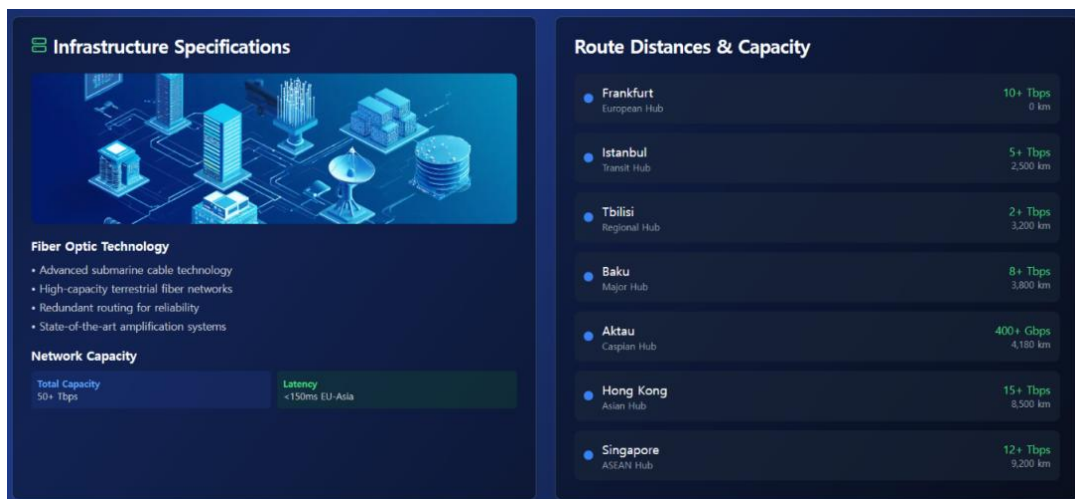 Infrastructure Specifications
Fiber Optic Technology
• Advanced submarine cable technology
• High-capacity terrestrial fiber networks
• Redundant routing for reliability
• State-of-the-art amplification systems
Network Capacity
Total Capacity
50+ Tbps
Latency
<150ms EU-Asia
Route Distances & Capacity
Frankfurt
European Hub
10+ Tbps
0 km
Istanbul
Transit Hub
5+ Tbps
2,500 km
Tbilisi
Regional Hub
2+ Tbps
3,200 km
Baku
Major Hub
8+ Tbps
3,800 km
Aktau
Caspian Hub
400+ Gbps
4,180 km
Hong Kong
Asian Hub
15+ Tbps
8,500 km
Singapore
ASEAN Hub
12+ Tbps
9,200 km